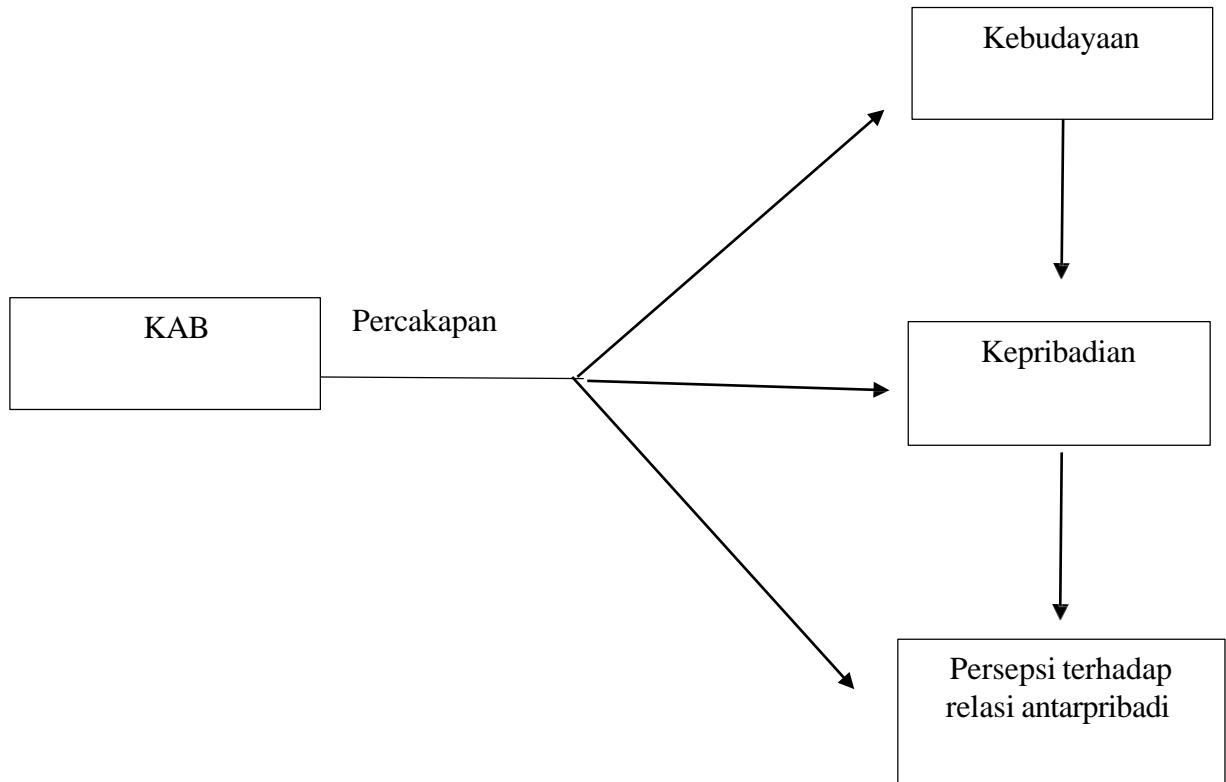 Kebudayaan
KAB
Percakapan
Kepribadian
Persepsi terhadap
relasi antarpribadi